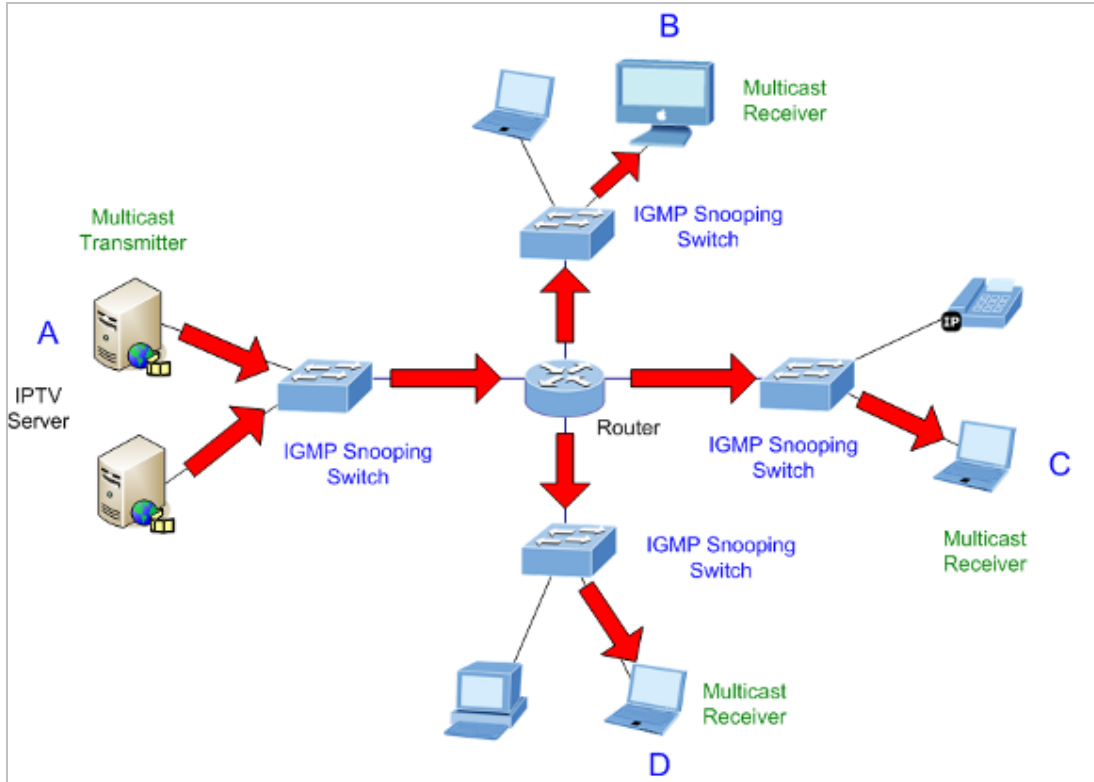 B
Multicast
Receiver
IGMP Snooping
Switch
Multicast
Transmitter
A
IPTV
Server
IGMP Snooping
Switch
Router
IP
IGMP Snooping
Switch
C
Multicast
Receiver
IGMP Snooping
Switch
Multicast
Receiver
D